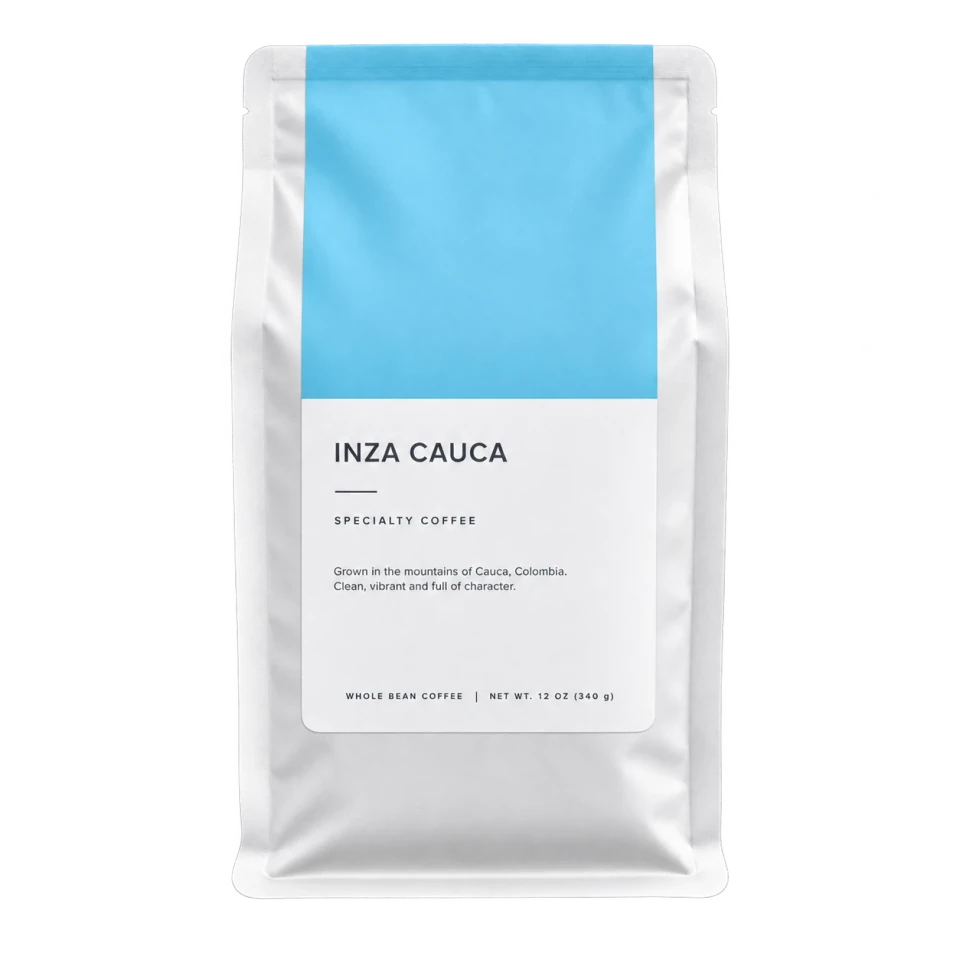 INZA CAUCA
SPECIALTY COFFEE
Grown in the mountains of Cauca, Colombia.
Clean, vibrant and full of character.
WHOLE BEAN COFFEE | NET WT. 12 OZ (340 g)